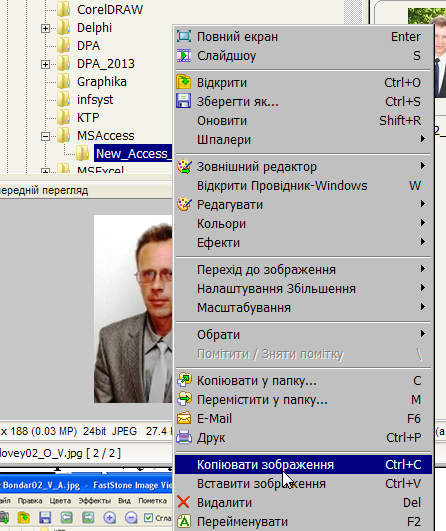 CorelDRAW
Delphi
DPA
DPA_2013
Graphika
infsyst
KTP
MSAccess
New_Access_
MSExcel
передній перегляд
x 188 (0.03 MP) 24bit JPEG 27.4
lovey02_O_V.jpg [ 2 / 2 ]
Bondar02_V_A.jpg - FastStone Image View
Правка Цвета Эффекты Вид Пометка
Сгла
Повний екран Enter
Слайдшоу S
Відкрити Ctrl+O
Зберегти як... Ctrl+S
Оновити Shift+R
Шпалери
Зовнішний редактор
Відкрити Провідник-Windows W
Редагувати
Кольори
Ефекти
Перехід до зображення
Налаштування Збільшення
Масштабування
Обрати
Помітити / Зняти помітку \
Копіювати у папку... C
Перемістити у папку... M
E-Mail F6
Друк Ctrl+P
Копіювати зображення Ctrl+C
Вставити зображення Ctrl+V
Видалити Del
Перейменувати F2